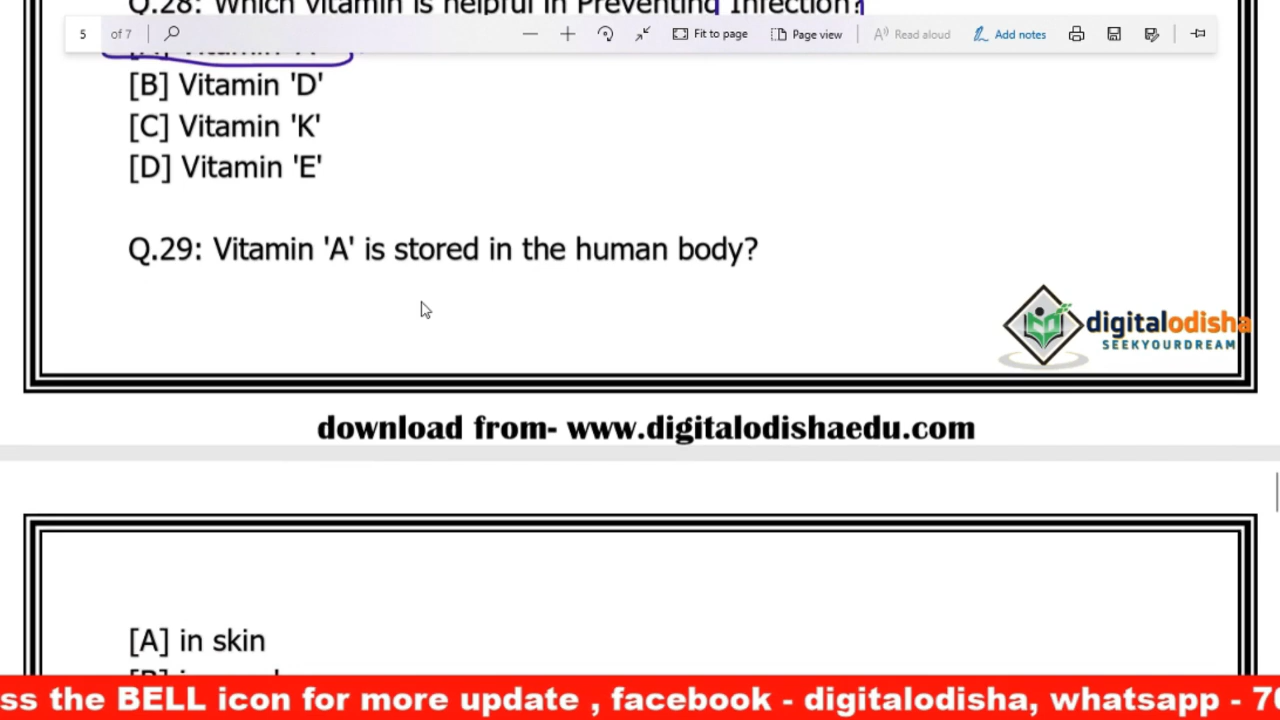 Q.28: Which vitamin is helpful in Preventing Infection?
5 of 7 Fit to page Page view Read aloud Add notes
[B] Vitamin 'D'
[C] Vitamin 'K'
[D] Vitamin 'E'
Q.29: Vitamin 'A' is stored in the human body?
digitalodisha
SEEKYOURDREAM
download from- www.digitalodishaedu.com
[A] in skin
ss the BELL icon for more update , facebook - digitalodisha, whatsapp - 70